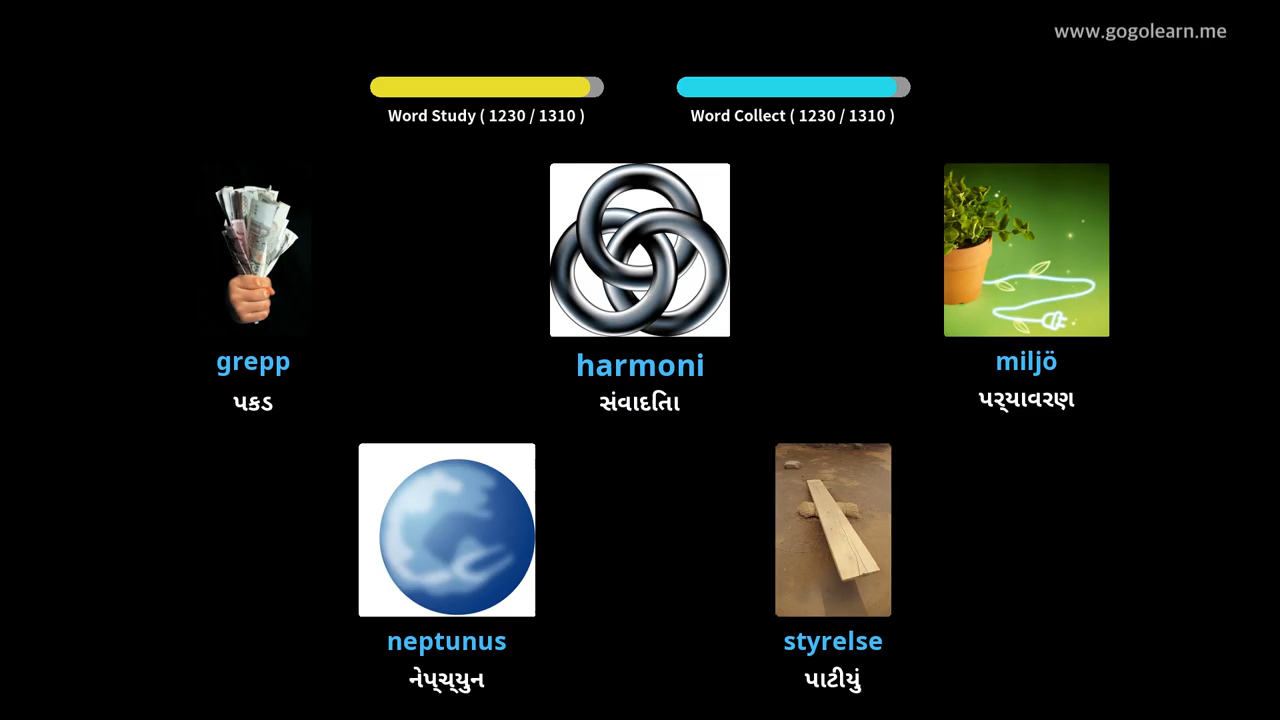 www.gogolearn.me
Word Study ( 1230 / 1310 )
Word Collect ( 1230 / 1310 )
grepp
પકડ
harmoni
સંવાદિતા
miljö
પર્યાવરણ
neptunus
નેપ્ચ્યુન
styrelse
પાટીયું